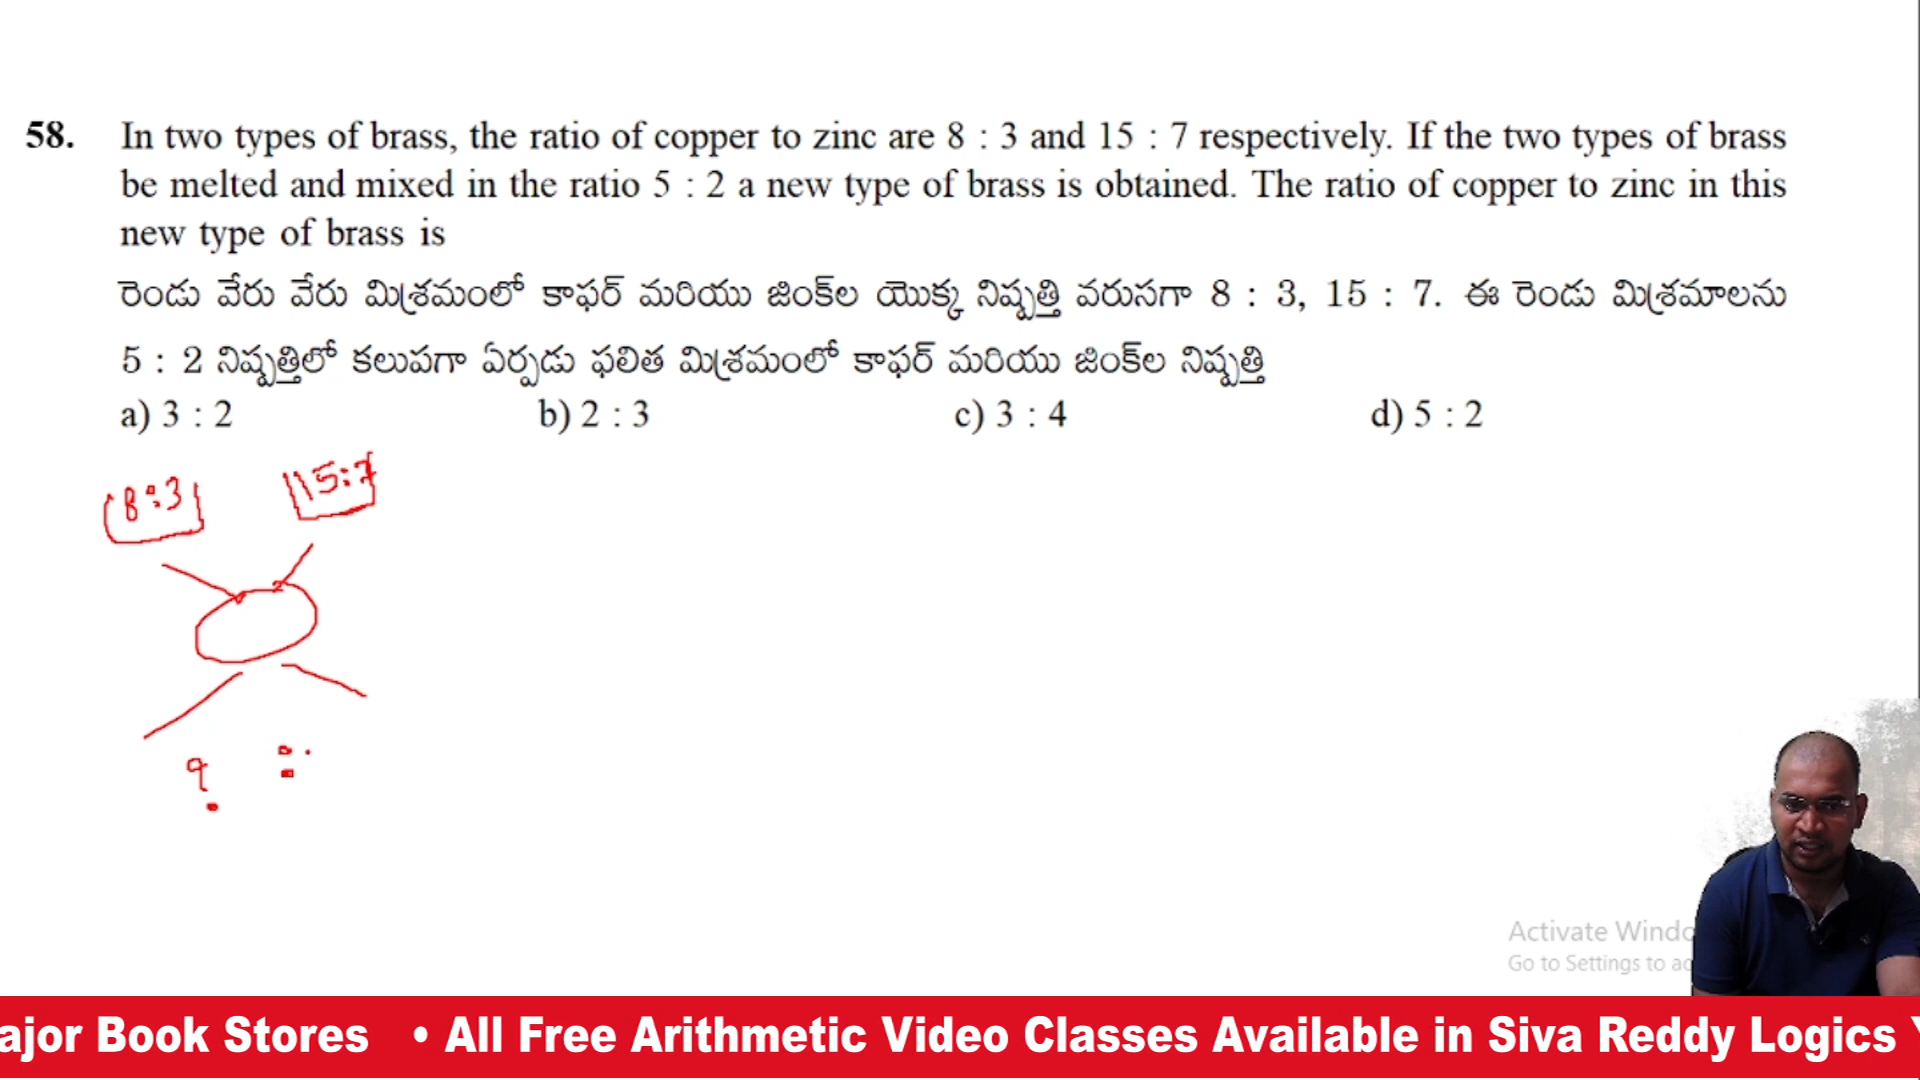 58. In two types of brass, the ratio of copper to zinc are 8 : 3 and 15 : 7 respectively. If the two types of brass
be melted and mixed in the ratio 5 : 2 a new type of brass is obtained. The ratio of copper to zinc in this
new type of brass is
రెండు వేరు వేరు మిశ్రమంలో కాఫర్ మరియు జింక్‌ల యొక్క నిష్పత్తి వరుసగా 8 : 3, 15 : 7. ఈ రెండు మిశ్రమాలను
5 : 2 నిష్పత్తిలో కలుపగా ఏర్పడు ఫలిత మిశ్రమంలో కాఫర్ మరియు జింక్‌ల నిష్పత్తి
a) 3 : 2 b) 2 : 3 c) 3 : 4 d) 5 : 2
8:3 15:7
? :
Activate Windo
Go to Settings to ac
ajor Book Stores • All Free Arithmetic Video Classes Available in Siva Reddy Logics Y